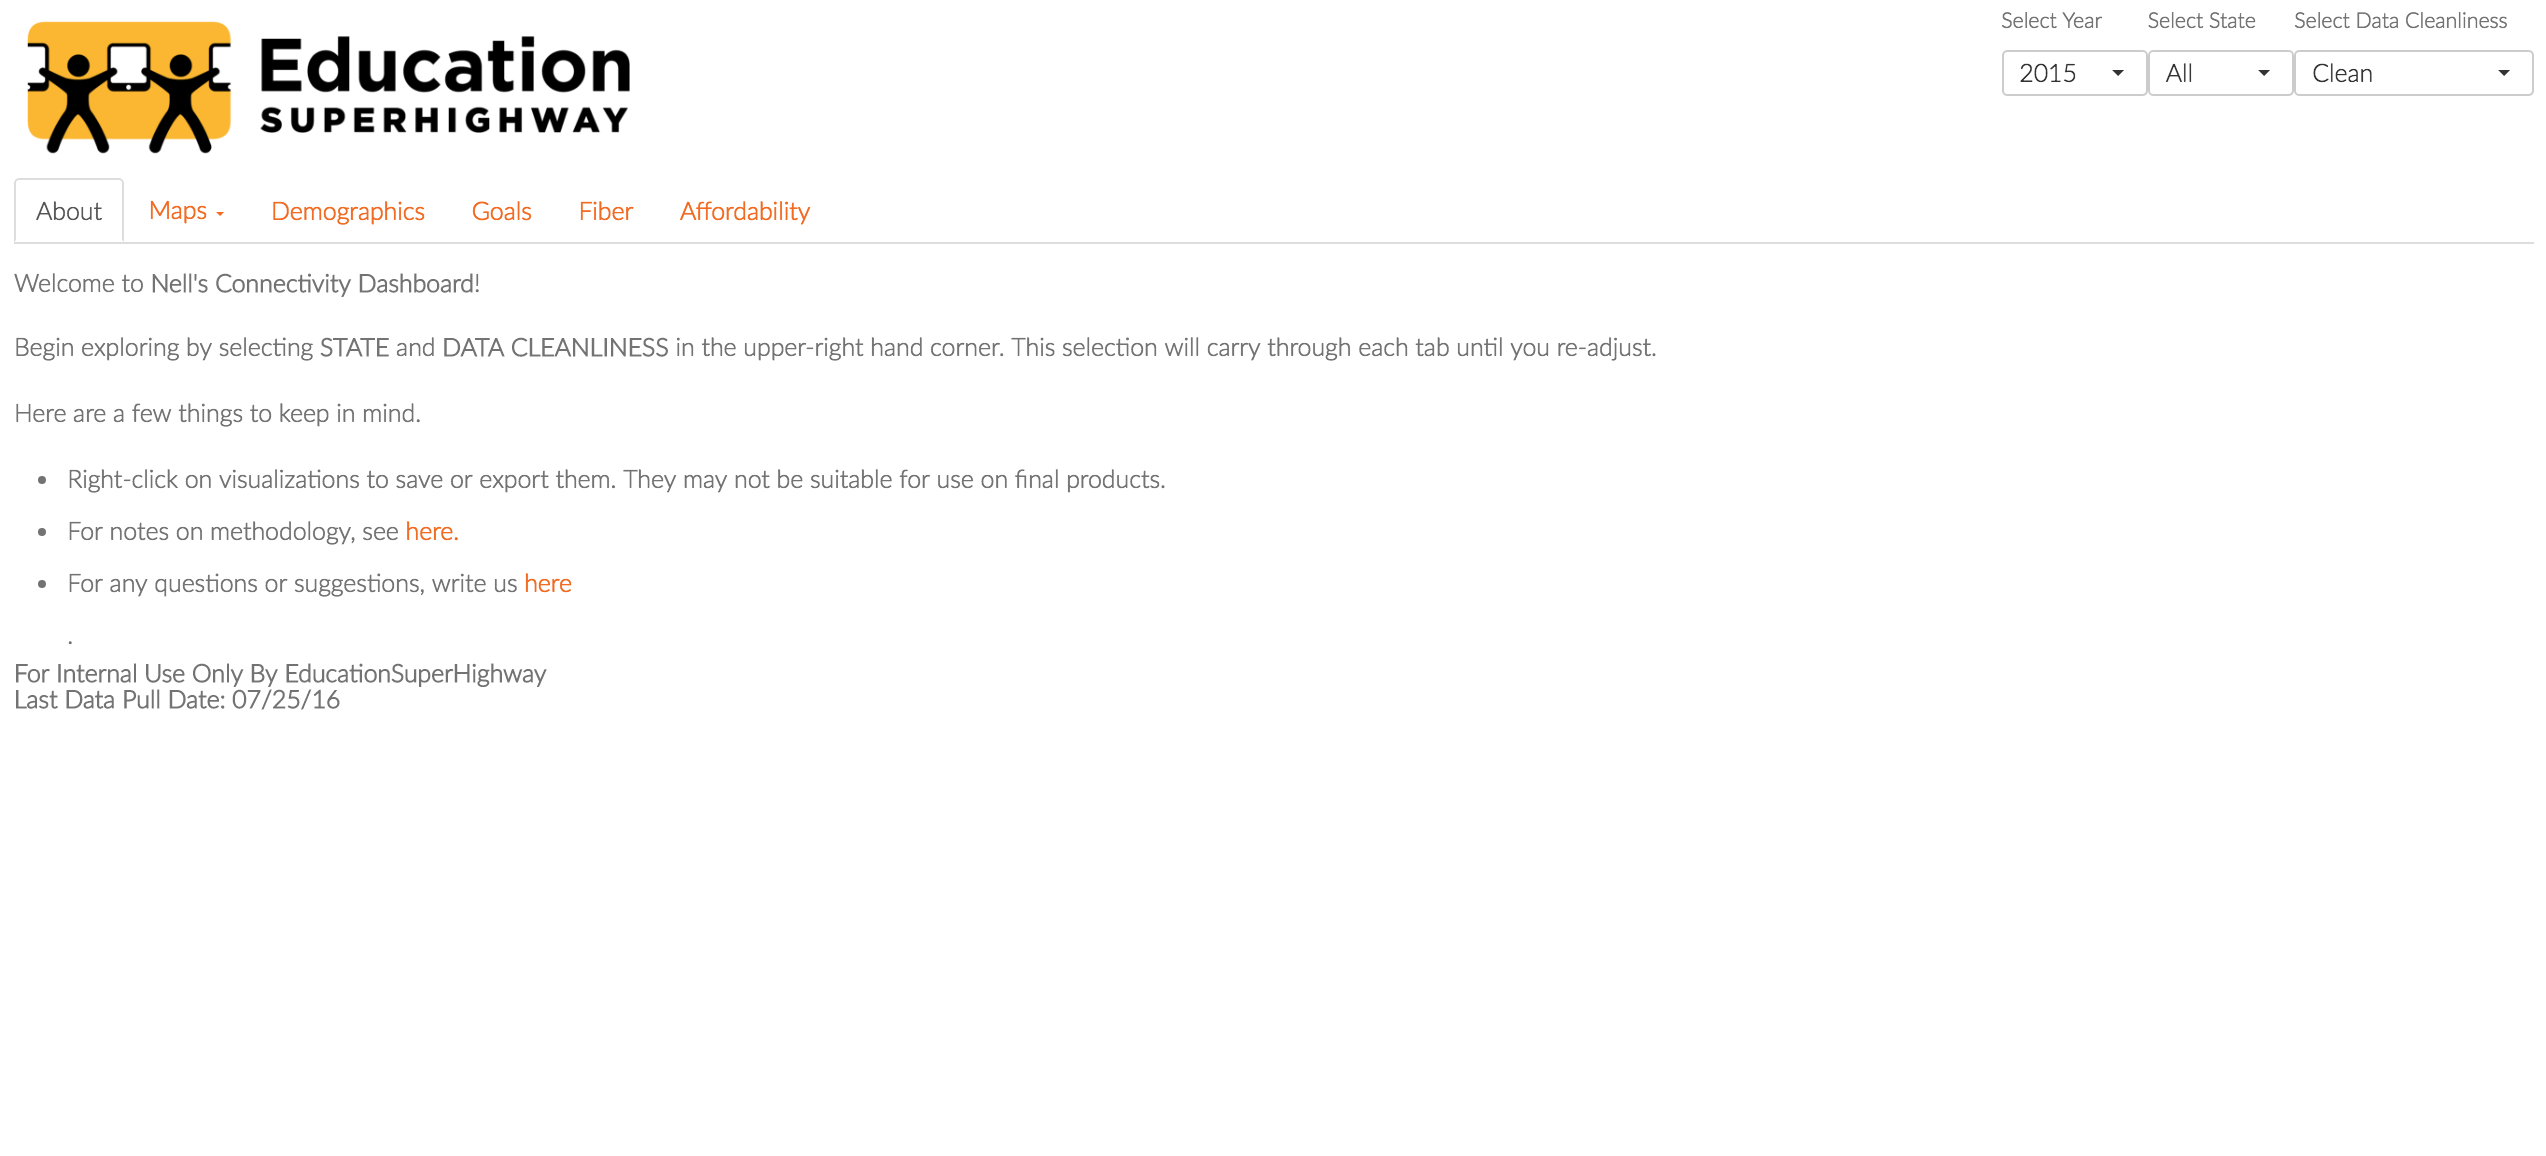 Education
SUPERHIGHWAY
Select Year Select State Select Data Cleanliness
2015 All Clean
About Maps Demographics Goals Fiber Affordability
Welcome to Nell's Connectivity Dashboard!
Begin exploring by selecting STATE and DATA CLEANLINESS in the upper-right hand corner. This selection will carry through each tab until you re-adjust.
Here are a few things to keep in mind.
• Right-click on visualizations to save or export them. They may not be suitable for use on final products.
• For notes on methodology, see here.
• For any questions or suggestions, write us here
.
For Internal Use Only By EducationSuperHighway
Last Data Pull Date: 07/25/16